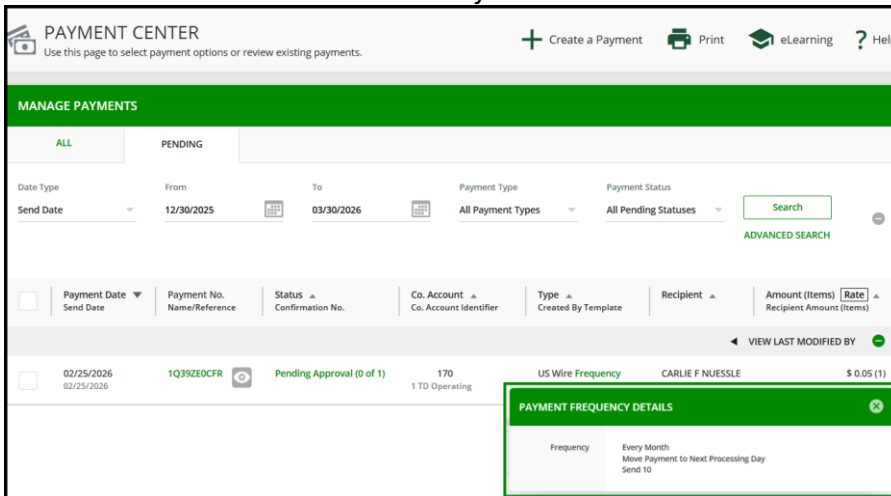 PAYMENT CENTER
Use this page to select payment options or review existing payments.
Create a Payment
Print
eLearning
? Hel
MANAGE PAYMENTS
ALL
PENDING
Date Type
From
To
Payment Type
Payment Status
Send Date
12/30/2025
03/30/2026
All Payment Types
All Pending Statuses
Search
ADVANCED SEARCH
Payment Date
Send Date
Payment No.
Name/Reference
Status
Confirmation No.
Co. Account
Co. Account Identifier
Type
Created By Template
Recipient
Amount (Items) Rate
Recipient Amount (Items)
VIEW LAST MODIFIED BY
02/25/2026
02/25/2026
1Q39ZE0CFR
Pending Approval (0 of 1)
170
1 TD Operating
US Wire Frequency
CARLIE F NUESSLE
$ 0.05 (1)
PAYMENT FREQUENCY DETAILS
Frequency
Every Month
Move Payment to Next Processing Day
Send 10